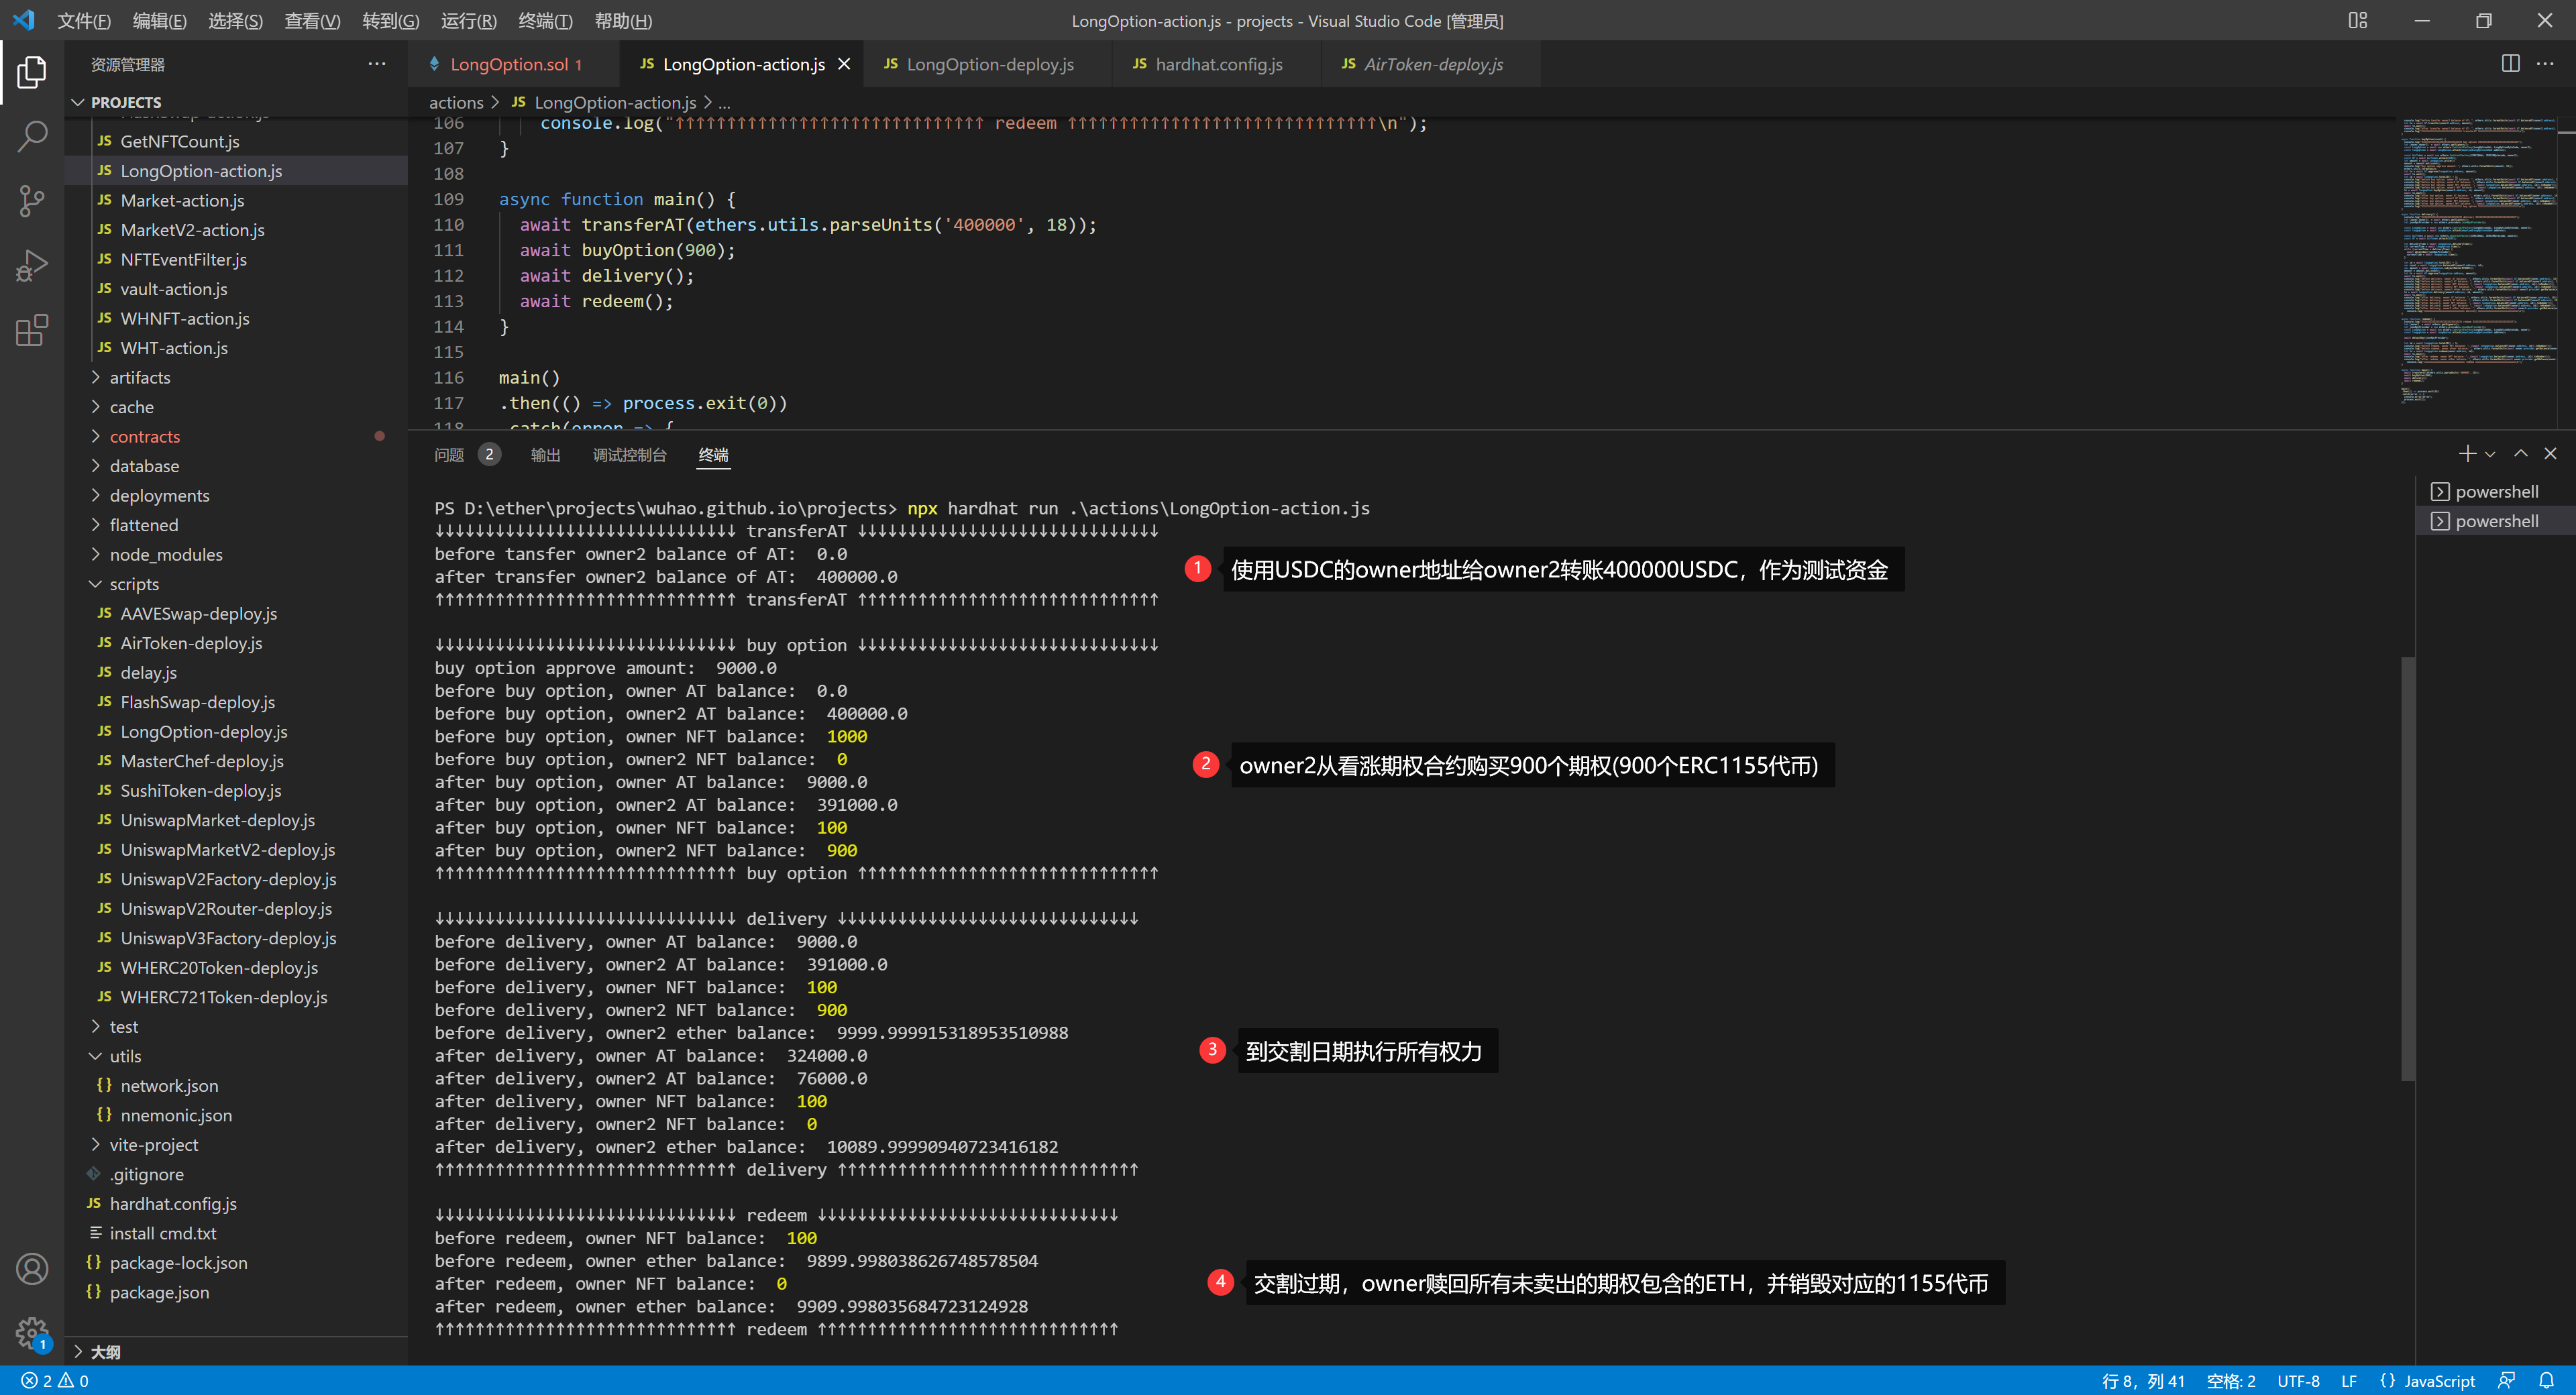 文件(F) 编辑(E) 选择(S) 查看(V) 转到(G) 运行(R) 终端(T) 帮助(H)
LongOption-action.js - projects - Visual Studio Code [管理员]
资源管理器
PROJECTS
GetNFTCount.js
LongOption-action.js
Market-action.js
MarketV2-action.js
NFTEventFilter.js
vault-action.js
WHNFT-action.js
WHT-action.js
artifacts
cache
contracts
database
deployments
flattened
node_modules
scripts
AAVESwap-deploy.js
AirToken-deploy.js
delay.js
FlashSwap-deploy.js
LongOption-deploy.js
MasterChef-deploy.js
SushiToken-deploy.js
UniswapMarket-deploy.js
UniswapMarketV2-deploy.js
UniswapV2Factory-deploy.js
UniswapV2Router-deploy.js
UniswapV3Factory-deploy.js
WHERC20Token-deploy.js
WHERC721Token-deploy.js
test
utils
network.json
nnemonic.json
vite-project
.gitignore
hardhat.config.js
install cmd.txt
package-lock.json
package.json
大纲
LongOption.sol 1
JS LongOption-action.js
JS LongOption-deploy.js
JS hardhat.config.js
JS AirToken-deploy.js
actions > JS LongOption-action.js > ...
106 console.log("↑↑↑↑↑↑↑↑↑↑↑↑↑↑↑↑↑↑↑↑↑↑↑↑↑↑↑↑↑↑ redeem ↑↑↑↑↑↑↑↑↑↑↑↑↑↑↑↑↑↑↑↑↑↑↑↑↑↑↑↑↑↑\n");
107 }
108
109 async function main() {
110 await transferAT(ethers.utils.parseUnits('400000', 18));
111 await buyOption(900);
112 await delivery();
113 await redeem();
114 }
115
116 main()
117 .then(() => process.exit(0))
118 .catch(error => {
问题 2 输出 调试控制台 终端
powershell
powershell
PS D:\ether\projects\wuhao.github.io\projects> npx hardhat run .\actions\LongOption-action.js
↓↓↓↓↓↓↓↓↓↓↓↓↓↓↓↓↓↓↓↓↓↓↓↓↓↓↓↓↓↓ transferAT ↓↓↓↓↓↓↓↓↓↓↓↓↓↓↓↓↓↓↓↓↓↓↓↓↓↓↓↓↓↓
before tansfer owner2 balance of AT:  0.0
after transfer owner2 balance of AT:  400000.0
↑↑↑↑↑↑↑↑↑↑↑↑↑↑↑↑↑↑↑↑↑↑↑↑↑↑↑↑↑↑ transferAT ↑↑↑↑↑↑↑↑↑↑↑↑↑↑↑↑↑↑↑↑↑↑↑↑↑↑↑↑↑↑
1 使用USDC的owner地址给owner2转账400000USDC，作为测试资金
↓↓↓↓↓↓↓↓↓↓↓↓↓↓↓↓↓↓↓↓↓↓↓↓↓↓↓↓↓↓ buy option ↓↓↓↓↓↓↓↓↓↓↓↓↓↓↓↓↓↓↓↓↓↓↓↓↓↓↓↓↓↓
buy option approve amount:  9000.0
before buy option, owner AT balance:  0.0
before buy option, owner2 AT balance:  400000.0
before buy option, owner NFT balance:  1000
before buy option, owner2 NFT balance:  0
after buy option, owner AT balance:  9000.0
after buy option, owner2 AT balance:  391000.0
after buy option, owner NFT balance:  100
after buy option, owner2 NFT balance:  900
↑↑↑↑↑↑↑↑↑↑↑↑↑↑↑↑↑↑↑↑↑↑↑↑↑↑↑↑↑↑ buy option ↑↑↑↑↑↑↑↑↑↑↑↑↑↑↑↑↑↑↑↑↑↑↑↑↑↑↑↑↑↑
2 owner2从看涨期权合约购买900个期权(900个ERC1155代币)
↓↓↓↓↓↓↓↓↓↓↓↓↓↓↓↓↓↓↓↓↓↓↓↓↓↓↓↓↓↓ delivery ↓↓↓↓↓↓↓↓↓↓↓↓↓↓↓↓↓↓↓↓↓↓↓↓↓↓↓↓↓↓
before delivery, owner AT balance:  9000.0
before delivery, owner2 AT balance:  391000.0
before delivery, owner NFT balance:  100
before delivery, owner2 NFT balance:  900
before delivery, owner2 ether balance:  9999.999915318953510988
after delivery, owner AT balance:  324000.0
after delivery, owner2 AT balance:  76000.0
after delivery, owner NFT balance:  100
after delivery, owner2 NFT balance:  0
after delivery, owner2 ether balance:  10089.99990940723416182
↑↑↑↑↑↑↑↑↑↑↑↑↑↑↑↑↑↑↑↑↑↑↑↑↑↑↑↑↑↑ delivery ↑↑↑↑↑↑↑↑↑↑↑↑↑↑↑↑↑↑↑↑↑↑↑↑↑↑↑↑↑↑
3 到交割日期执行所有权力
↓↓↓↓↓↓↓↓↓↓↓↓↓↓↓↓↓↓↓↓↓↓↓↓↓↓↓↓↓↓ redeem ↓↓↓↓↓↓↓↓↓↓↓↓↓↓↓↓↓↓↓↓↓↓↓↓↓↓↓↓↓↓
before redeem, owner NFT balance:  100
before redeem, owner ether balance:  9899.998038626748578504
after redeem, owner NFT balance:  0
after redeem, owner ether balance:  9909.998035684723124928
↑↑↑↑↑↑↑↑↑↑↑↑↑↑↑↑↑↑↑↑↑↑↑↑↑↑↑↑↑↑ redeem ↑↑↑↑↑↑↑↑↑↑↑↑↑↑↑↑↑↑↑↑↑↑↑↑↑↑↑↑↑↑
4 交割过期，owner赎回所有未卖出的期权包含的ETH，并销毁对应的1155代币
1
2 0
行 8，列 41 空格: 2 UTF-8 LF {} JavaScript